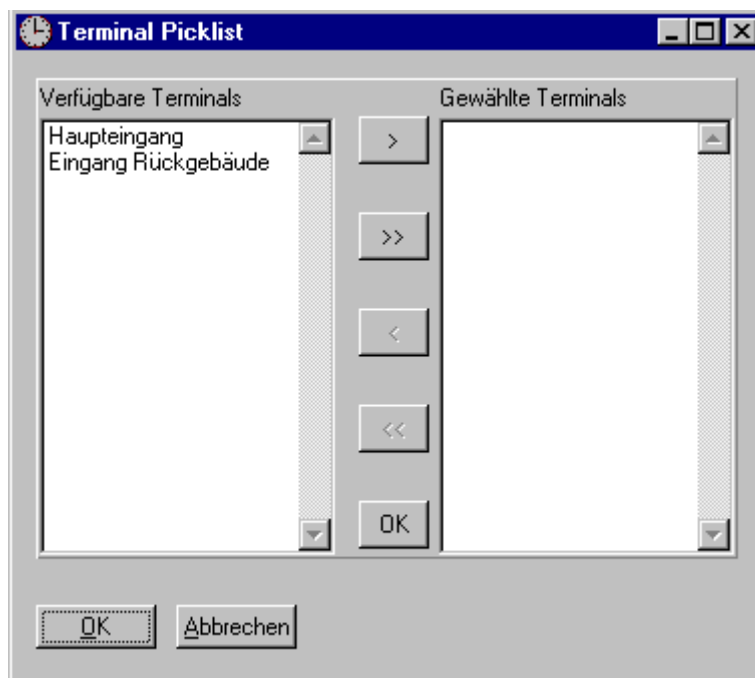 Terminal Picklist
Verfügbare Terminals
Gewählte Terminals
Haupteingang
Eingang Rückgebäude
>
>>
<
<<
OK
OK
Abbrechen